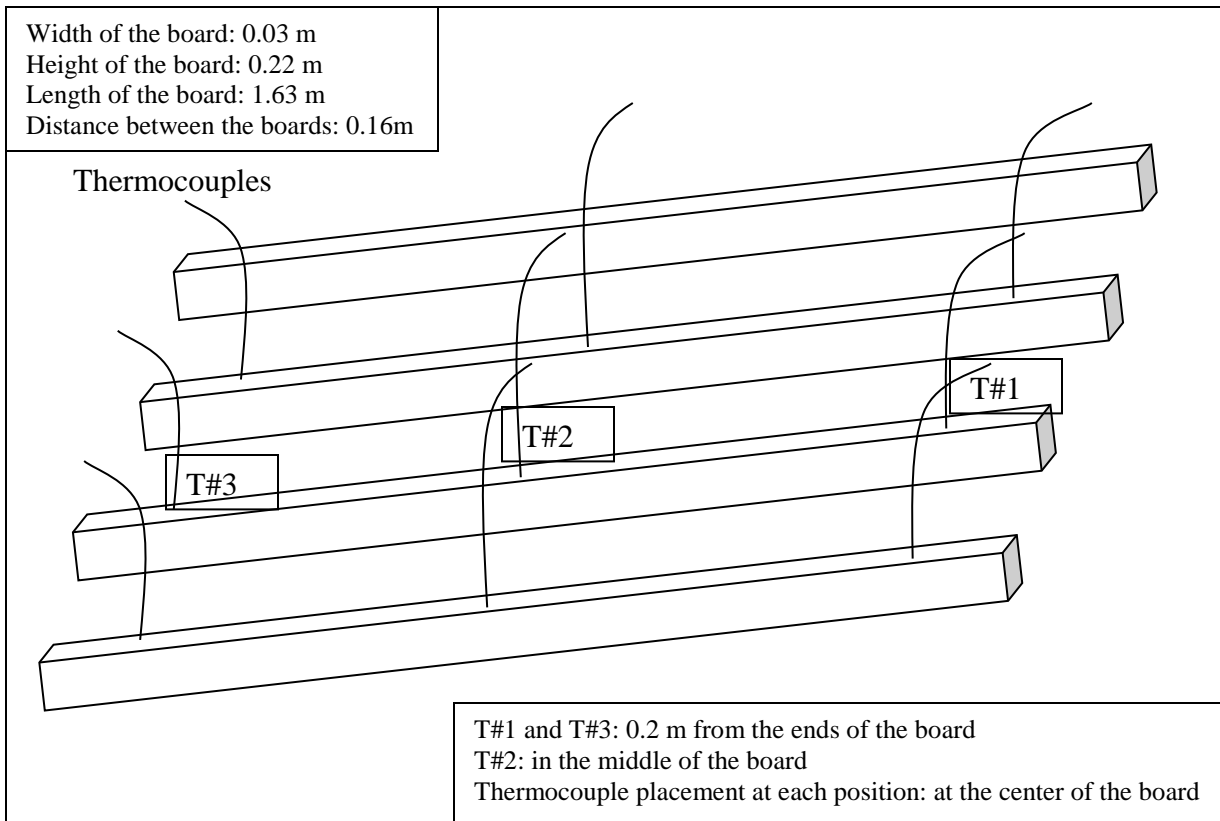 Width of the board: 0.03 m
Height of the board: 0.22 m
Length of the board: 1.63 m
Distance between the boards: 0.16m
Thermocouples
T#1
T#2
T#3
T#1 and T#3: 0.2 m from the ends of the board
T#2: in the middle of the board
Thermocouple placement at each position: at the center of the board